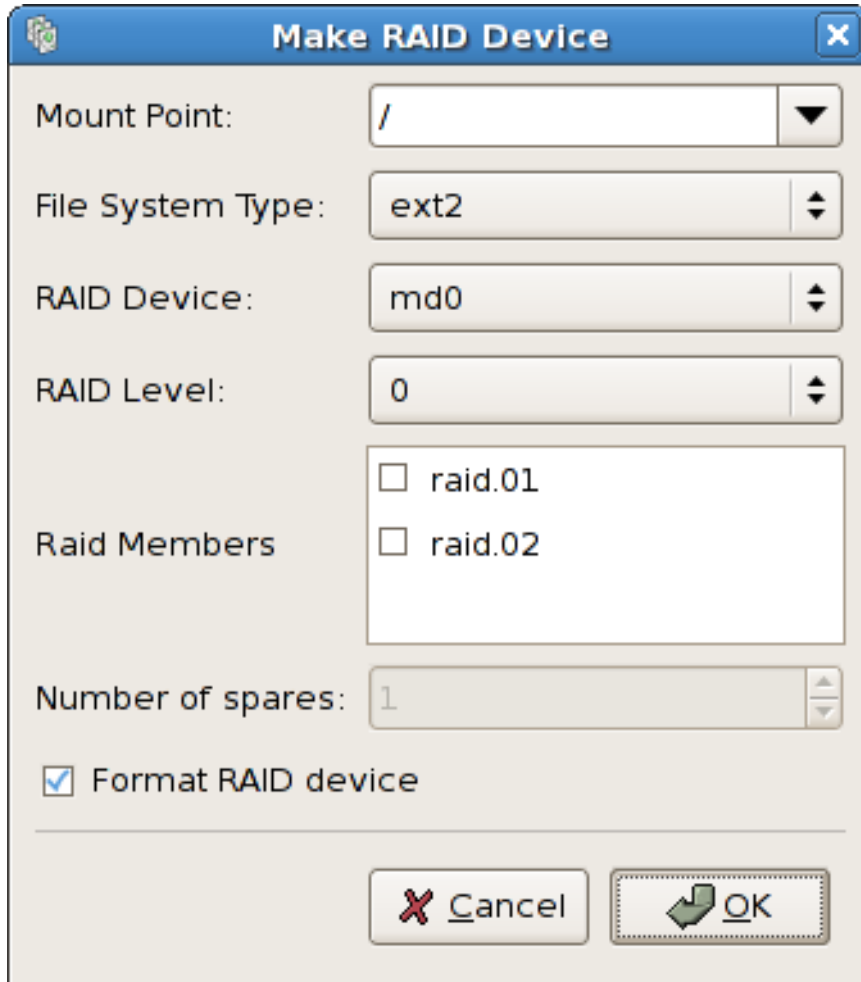 Make RAID Device
Mount Point: /
File System Type: ext2
RAID Device: md0
RAID Level: 0
raid.01
Raid Members raid.02
Number of spares: 1
Format RAID device
Cancel OK